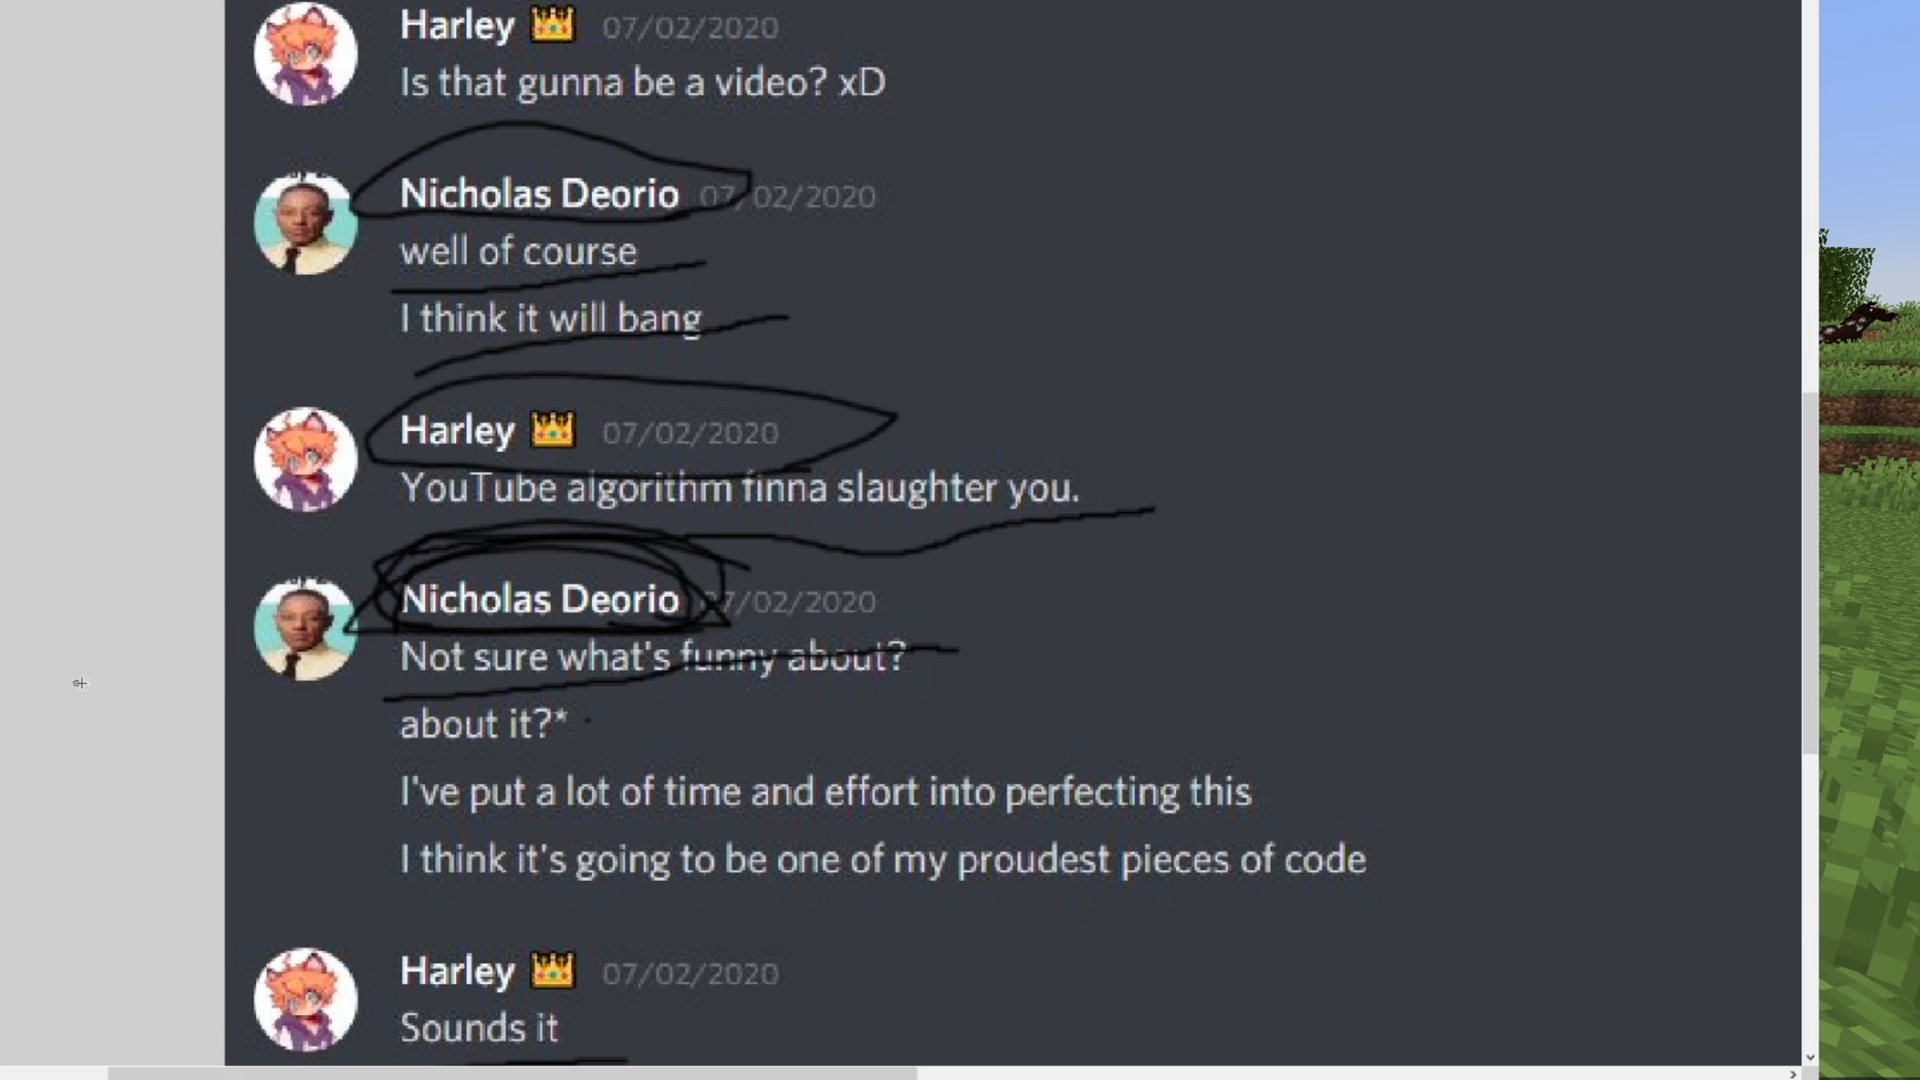 Harley 👑 07/02/2020
Is that gunna be a video? xD
Nicholas Deorio 07/02/2020
well of course
I think it will bang
Harley 👑 07/02/2020
YouTube algorithm finna slaughter you.
Nicholas Deorio 07/02/2020
Not sure what's funny about?
about it?*
I've put a lot of time and effort into perfecting this
I think it's going to be one of my proudest pieces of code
Harley 👑 07/02/2020
Sounds it